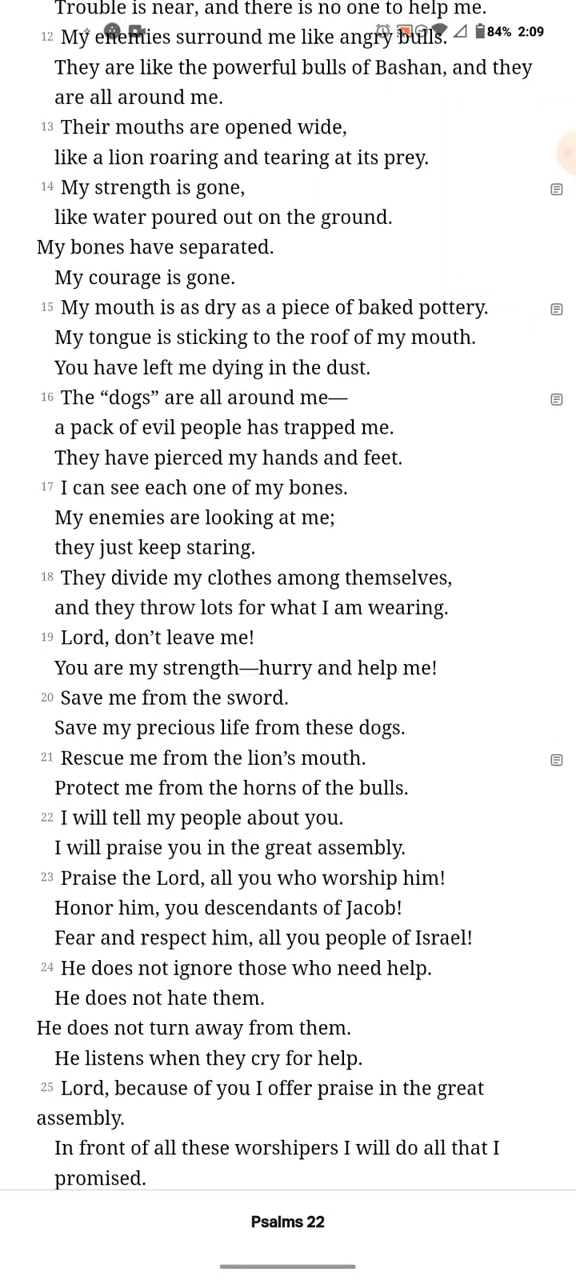 Trouble is near, and there is no one to help me.
84% 2:09
12 My enemies surround me like angry bulls.
They are like the powerful bulls of Bashan, and they
are all around me.
13 Their mouths are opened wide,
like a lion roaring and tearing at its prey.
14 My strength is gone,
like water poured out on the ground.
My bones have separated.
My courage is gone.
15 My mouth is as dry as a piece of baked pottery.
My tongue is sticking to the roof of my mouth.
You have left me dying in the dust.
16 The “dogs” are all around me—
a pack of evil people has trapped me.
They have pierced my hands and feet.
17 I can see each one of my bones.
My enemies are looking at me;
they just keep staring.
18 They divide my clothes among themselves,
and they throw lots for what I am wearing.
19 Lord, don’t leave me!
You are my strength—hurry and help me!
20 Save me from the sword.
Save my precious life from these dogs.
21 Rescue me from the lion’s mouth.
Protect me from the horns of the bulls.
22 I will tell my people about you.
I will praise you in the great assembly.
23 Praise the Lord, all you who worship him!
Honor him, you descendants of Jacob!
Fear and respect him, all you people of Israel!
24 He does not ignore those who need help.
He does not hate them.
He does not turn away from them.
He listens when they cry for help.
25 Lord, because of you I offer praise in the great
assembly.
In front of all these worshipers I will do all that I
promised.
Psalms 22